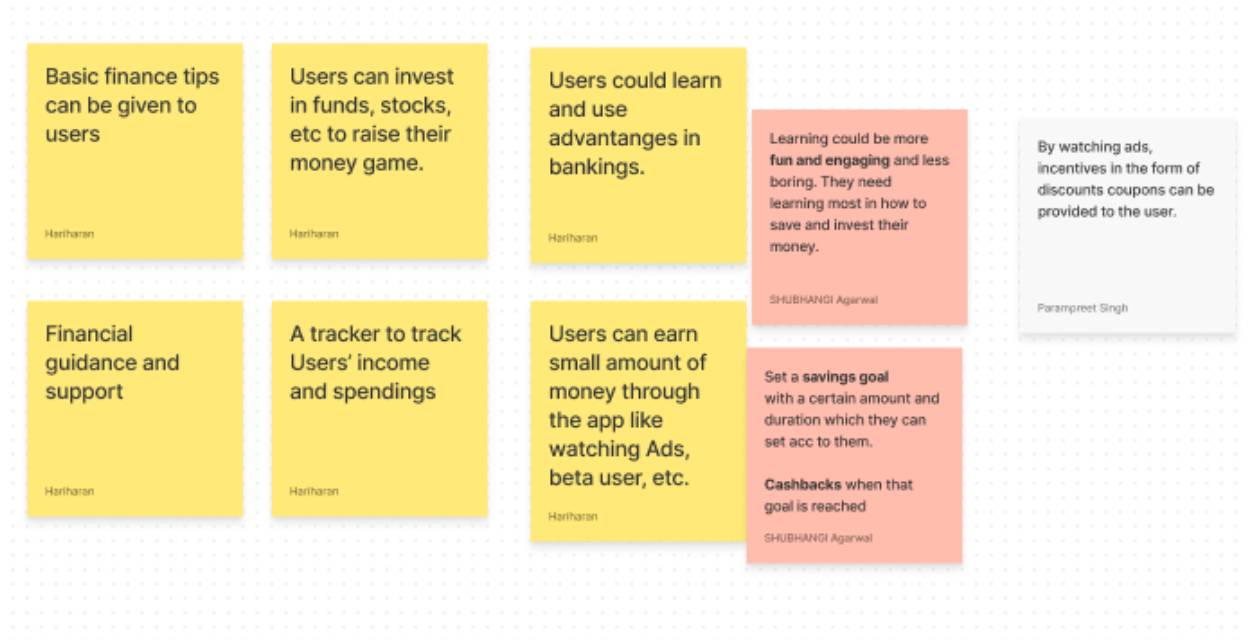 Basic finance tips
can be given to
users
Hariharan
Users can invest
in funds, stocks,
etc to raise their
money game.
Hariharan
Users could learn
and use
advantanges in
bankings.
Hariharan
Learning could be more
fun and engaging and less
boring. They need
learning most in how to
save and invest their
money.
SHUBHANGI Agarwal
By watching ads,
incentives in the form of
discounts coupons can be
provided to the user.
Parampreet Singh
Financial
guidance and
support
Hariharan
A tracker to track
Users' income
and spendings
Hariharan
Users can earn
small amount of
money through
the app like
watching Ads,
beta user, etc.
Hariharan
Set a savings goal
with a certain amount and
duration which they can
set acc to them.
Cashbacks when that
goal is reached
SHUBHANGI Agarwal